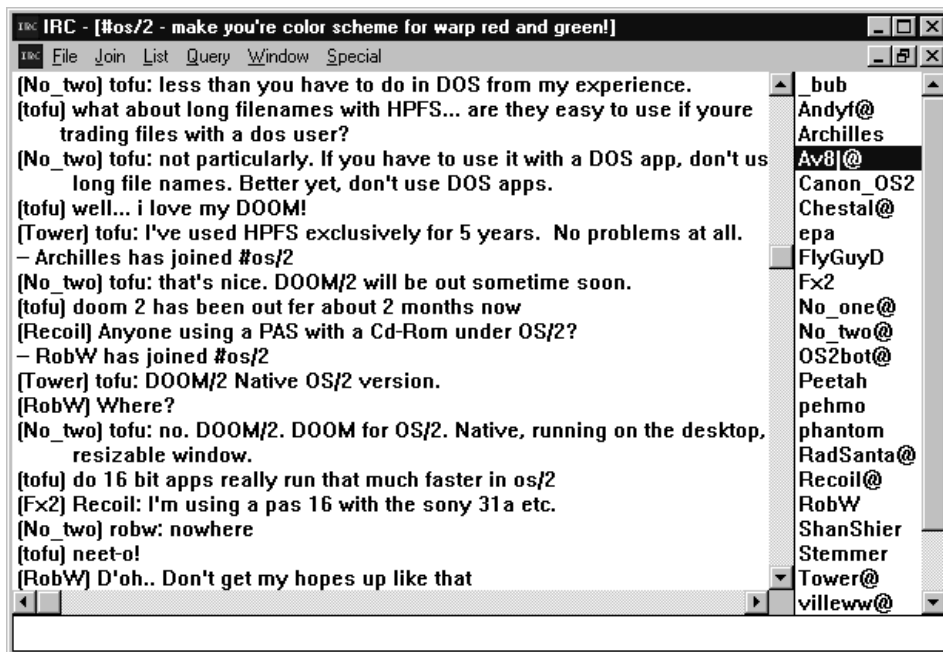 IRC IRC - [#os/2 - make you're color scheme for warp red and green!]
IRC File Join List Query Window Special
(No_two) tofu: less than you have to do in DOS from my experience.
(tofu) what about long filenames with HPFS... are they easy to use if youre
trading files with a dos user?
(No_two) tofu: not particularly. If you have to use it with a DOS app, don't us
long file names. Better yet, don't use DOS apps.
(tofu) well... i love my DOOM!
(Tower) tofu: I've used HPFS exclusively for 5 years. No problems at all.
– Archilles has joined #os/2
(No_two) tofu: that's nice. DOOM/2 will be out sometime soon.
(tofu) doom 2 has been out fer about 2 months now
(Recoil) Anyone using a PAS with a Cd-Rom under OS/2?
– RobW has joined #os/2
(Tower) tofu: DOOM/2 Native OS/2 version.
(RobW) Where?
(No_two) tofu: no. DOOM/2. DOOM for OS/2. Native, running on the desktop,
resizable window.
(tofu) do 16 bit apps really run that much faster in os/2
(Fx2) Recoil: I'm using a pas 16 with the sony 31a etc.
(No_two) robw: nowhere
(tofu) neet-o!
(RobW) D'oh.. Don't get my hopes up like that
_bub
Andyf@
Archilles
Av8|@
Canon_OS2
Chestal@
epa
FlyGuyD
Fx2
No_one@
No_two@
OS2bot@
Peetah
pehmo
phantom
RadSanta@
Recoil@
RobW
ShanShier
Stemmer
Tower@
villeww@